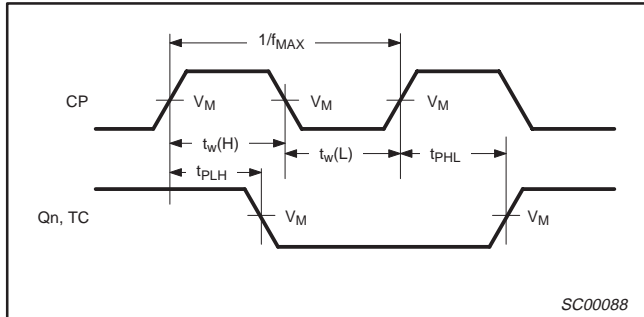 1/fMAX
CP
VM VM VM
tw(H) tw(L) tPHL
tPLH
Qn, TC
VM VM
SC00088